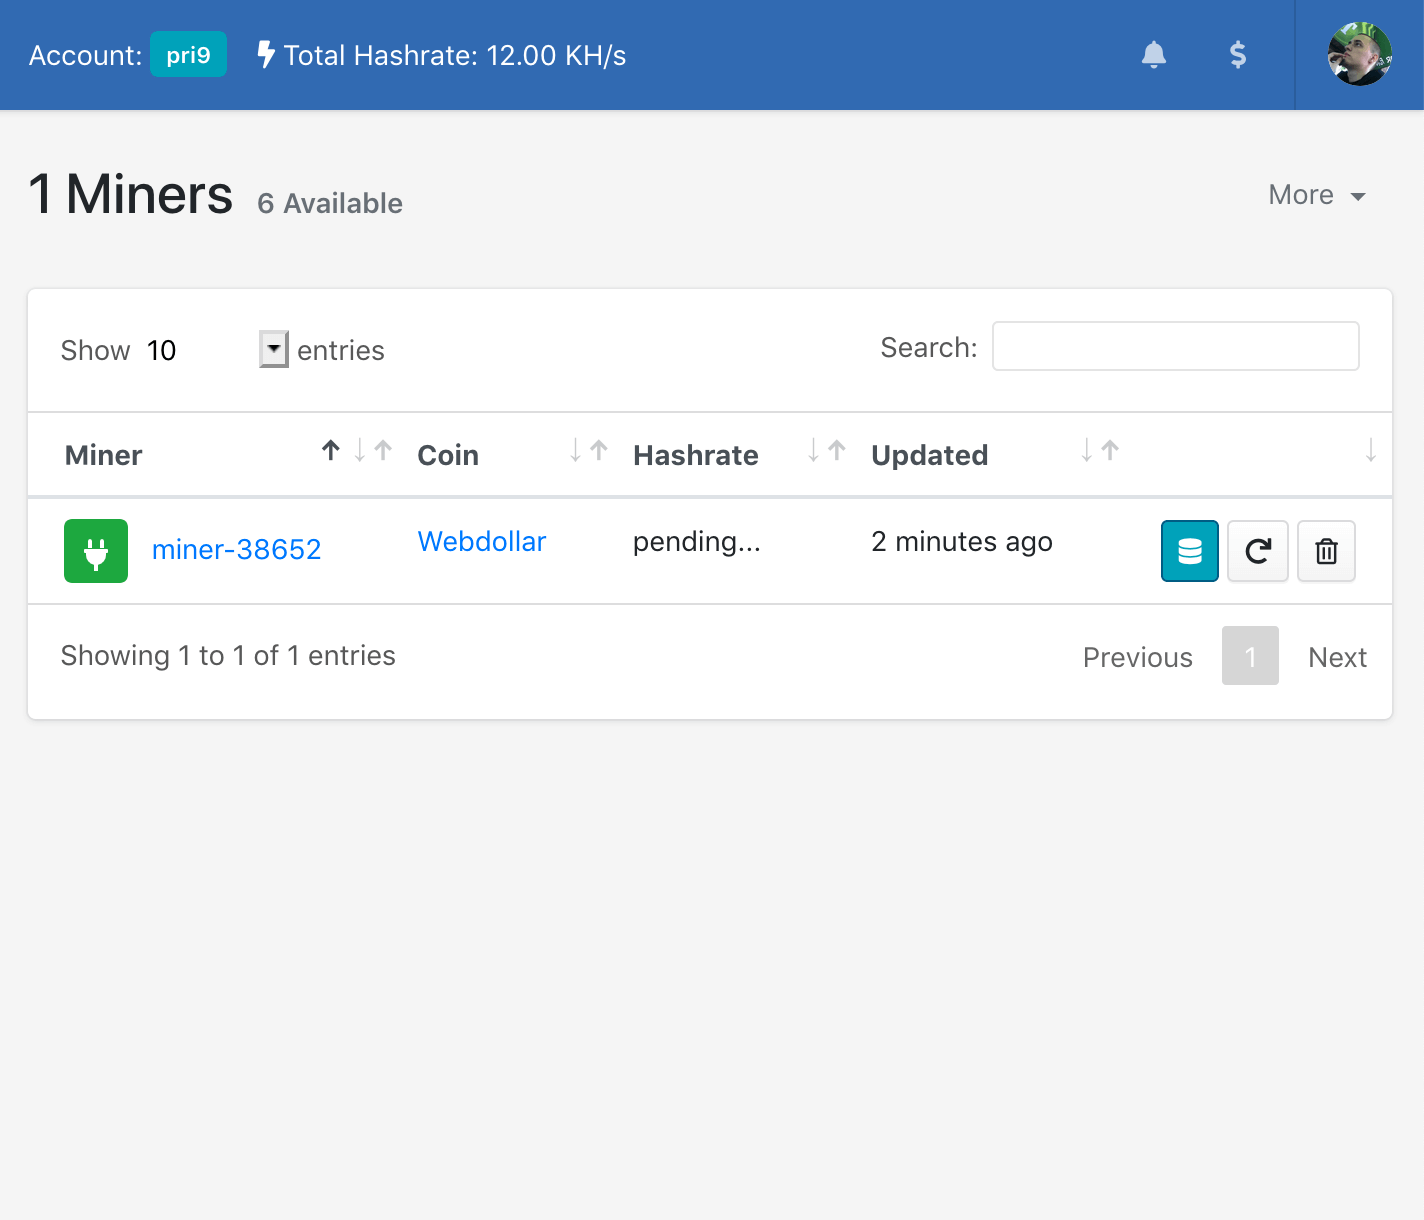 Account: pri9 Total Hashrate: 12.00 KH/s $
1 Miners 6 Available More
Show 10 entries Search:
Miner Coin Hashrate Updated
miner-38652 Webdollar pending... 2 minutes ago
Showing 1 to 1 of 1 entries Previous 1 Next